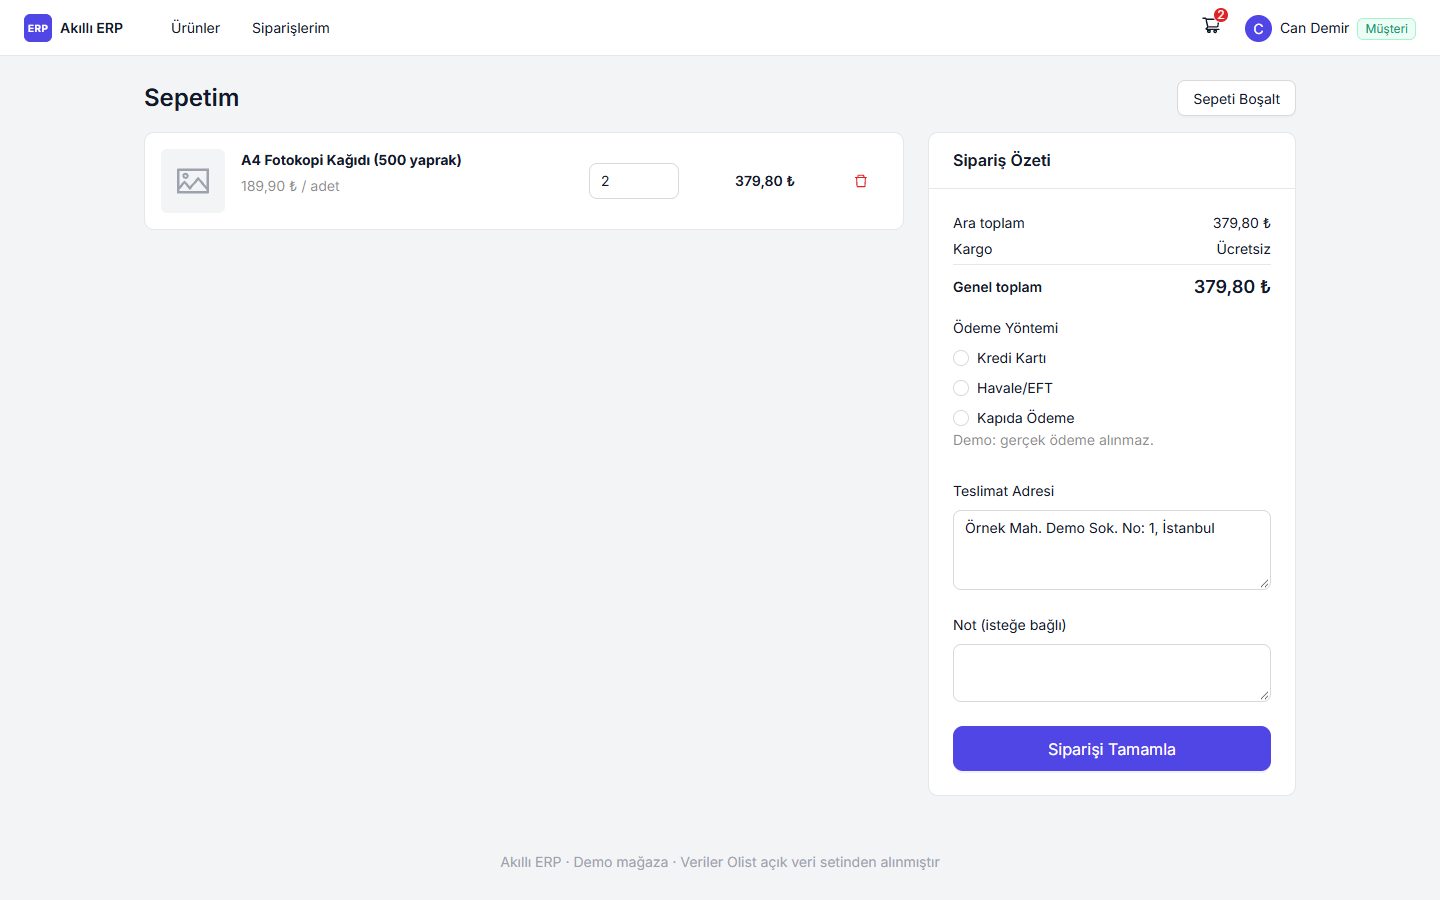 ERP Akıllı ERP Ürünler Siparişlerim 2 C Can Demir Müşteri
Sepetim
Sepeti Boşalt
A4 Fotokopi Kağıdı (500 yaprak)
189,90 ₺ / adet
2
379,80 ₺
Sipariş Özeti
Ara toplam 379,80 ₺
Kargo Ücretsiz
Genel toplam 379,80 ₺
Ödeme Yöntemi
Kredi Kartı
Havale/EFT
Kapıda Ödeme
Demo: gerçek ödeme alınmaz.
Teslimat Adresi
Örnek Mah. Demo Sok. No: 1, İstanbul
Not (isteğe bağlı)
Siparişi Tamamla
Akıllı ERP · Demo mağaza · Veriler Olist açık veri setinden alınmıştır